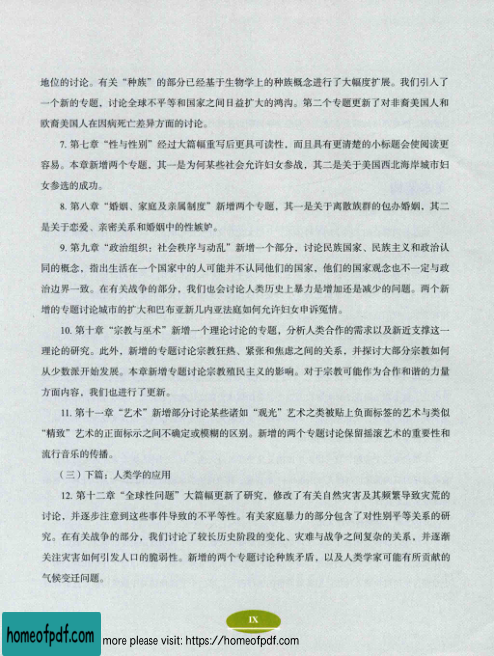 地位的讨论。有关“种族”的部分已经基于生物学上的种族概念进行了大幅度扩展。我们引入了
一个新的专题，讨论全球不平等和国家之间日益扩大的鸿沟。第二个专题更新了对非裔美国人和
欧裔美国人在因病死亡差异方面的讨论。
7. 第七章“性与性别”经过大篇幅重写后更具可读性，而且具有更清楚的小标题会使阅读更
容易。本章新增两个专题，其一是为何某些社会允许妇女参战，其二是关于美国西北海岸城市妇
女参选的成功。
8. 第八章“婚姻、家庭及亲属制度”新增两个专题，其一是关于离散族群的包办婚姻，其二
是关于恋爱、亲密关系和婚姻中的性嫉妒。
9. 第九章“政治组织：社会秩序与动乱”新增一个部分，讨论民族国家、民族主义和政治认
同的概念，指出生活在一个国家中的人可能并不认同他们的国家，他们的国家观念也不一定与政
治边界一致。在有关战争的部分，我们也会讨论人类历史上暴力是增加还是减少的问题。两个新
增的专题讨论城市的扩大和巴布亚新几内亚法庭如何允许妇女申诉冤情。
10. 第十章“宗教与巫术”新增一个理论讨论的专题，分析人类合作的需求以及新近支撑这一
理论的研究。此外，新增的专题讨论宗教狂热、紧张和焦虑之间的关系，并探讨大部分宗教如何
从少数派开始发展。本章新增专题讨论宗教殖民主义的影响。对于宗教可能作为合作和谐的力量
方面内容，我们也进行了更新。
11. 第十一章“艺术”新增部分讨论某些诸如“观光”艺术之类被贴上负面标签的艺术与类似
“精致”艺术的正面标示之间不确定或模糊的区别。新增的两个专题讨论保留摇滚艺术的重要性和
流行音乐的传播。
（三）下篇：人类学的应用
12. 第十二章“全球性问题”大篇幅更新了研究，修改了有关自然灾害及其频繁导致灾荒的
讨论，并逐步注意到这些事件导致的不平等性。有关家庭暴力的部分包含了对性别平等关系的研
究。在有关战争的部分，我们讨论了较长历史阶段的变化、灾难与战争之间复杂的关系，并逐渐
关注灾害如何引发人口的脆弱性。新增的两个专题讨论种族矛盾，以及人类学家可能有所贡献的
气候变迁问题。
IX
homeofpdf.com
more please visit: https://homeofpdf.com